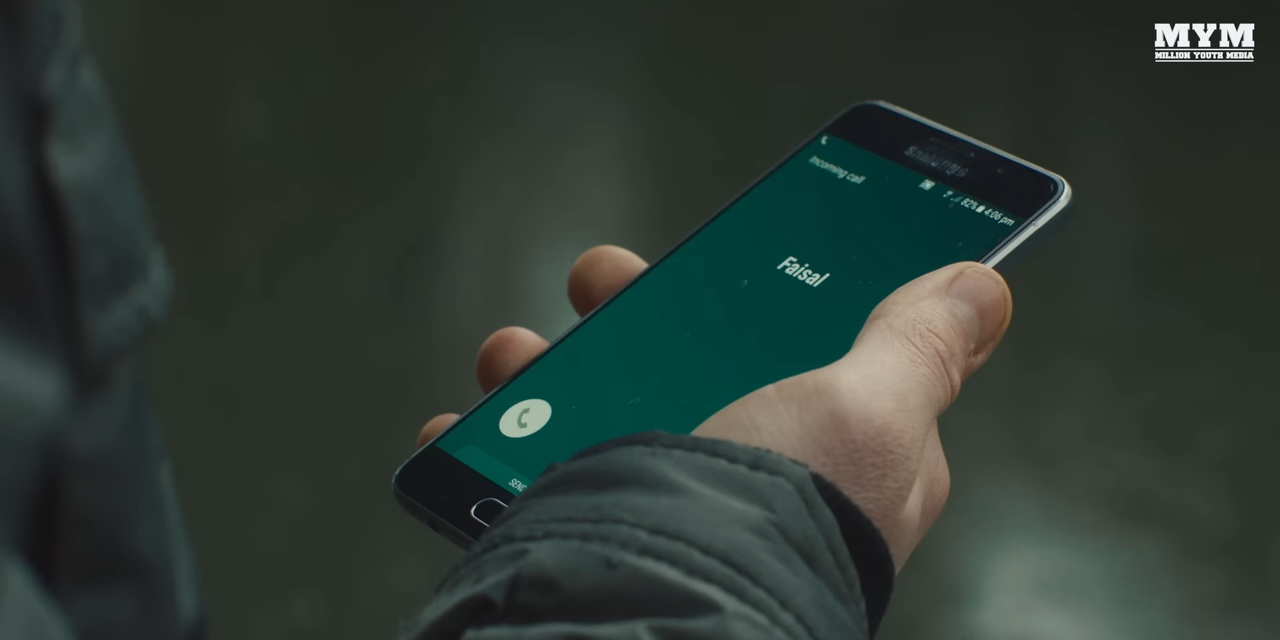 MYM
MILLION YOUTH MEDIA
Samsung
Incoming call
82% 4:06 pm
Faisal